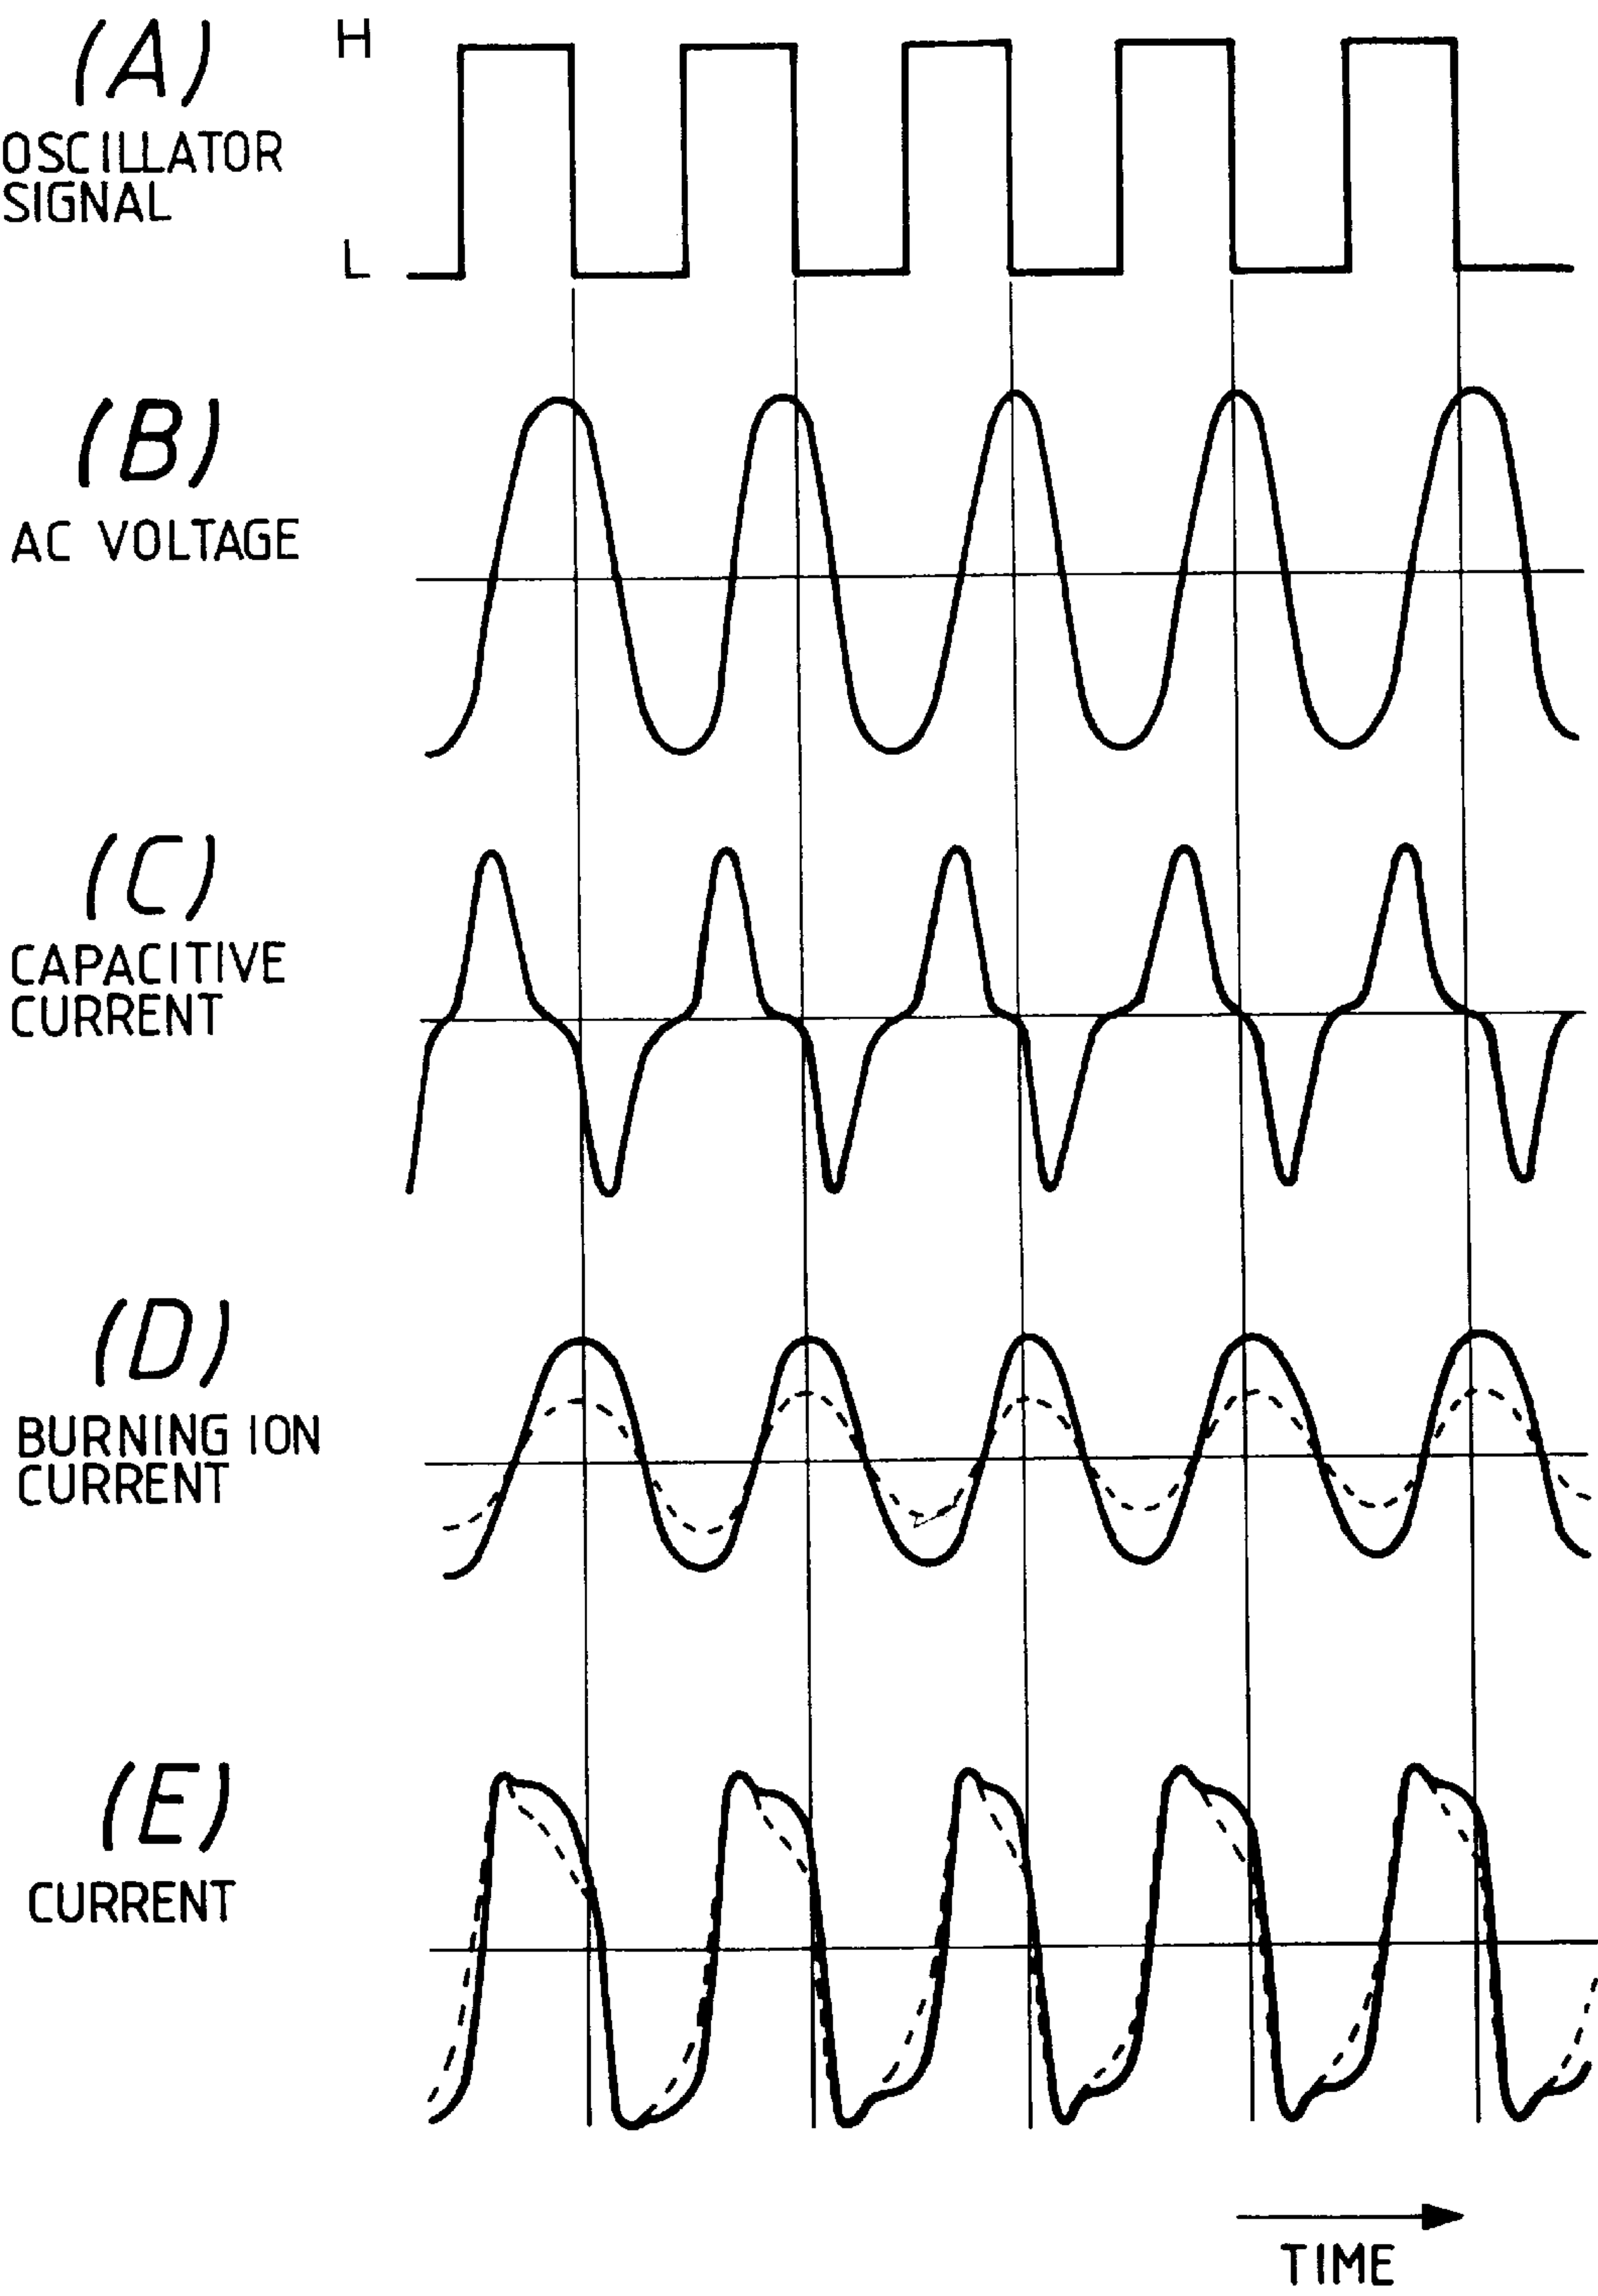 (A)
OSCILLATOR
SIGNAL
H
L
(B)
AC VOLTAGE
(C)
CAPACITIVE
CURRENT
(D)
BURNING ION
CURRENT
(E)
CURRENT
TIME